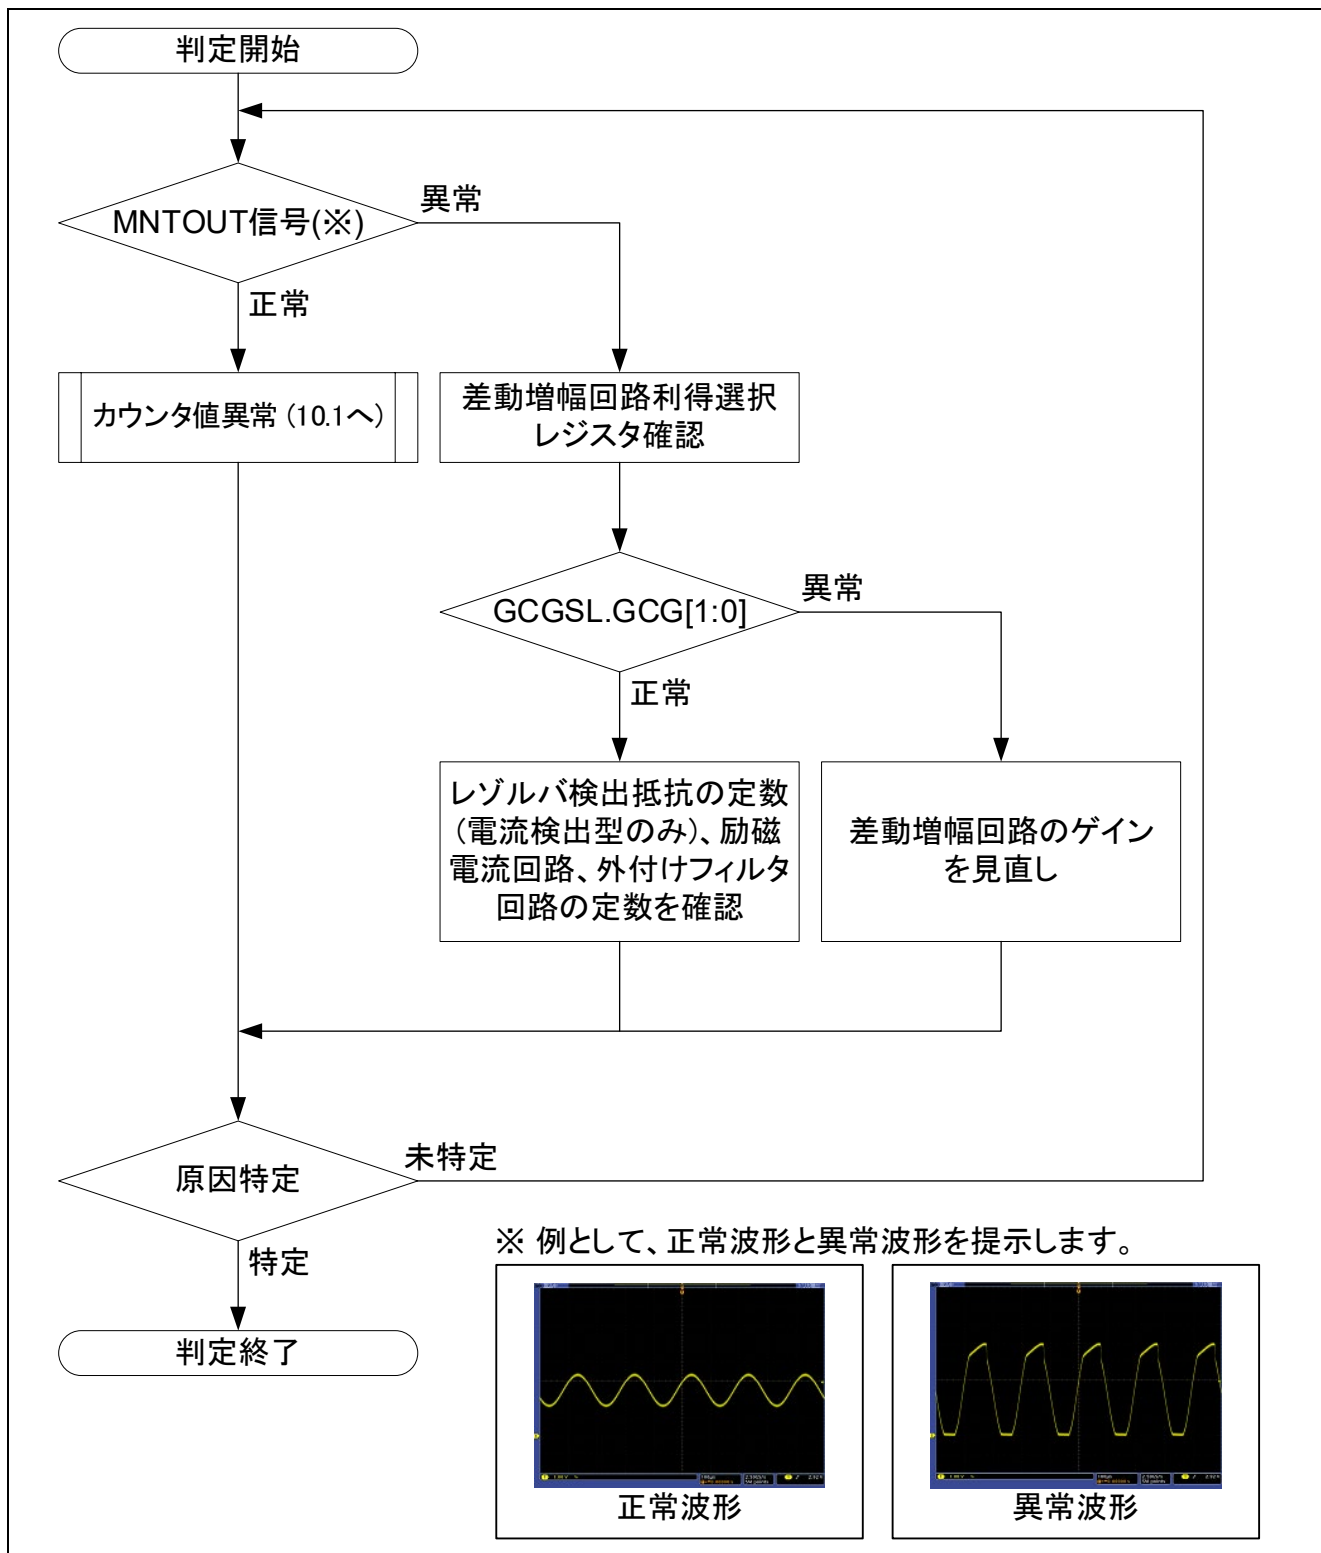 判定開始
MNTOUT信号(※)
異常
正常
カウンタ値異常 (10.1へ)
差動増幅回路利得選択
レジスタ確認
GCGSL.GCG[1:0]
異常
正常
レゾルバ検出抵抗の定数
(電流検出型のみ)、励磁
電流回路、外付けフィルタ
回路の定数を確認
差動増幅回路のゲイン
を見直し
原因特定
未特定
特定
判定終了
※ 例として、正常波形と異常波形を提示します。
正常波形
異常波形